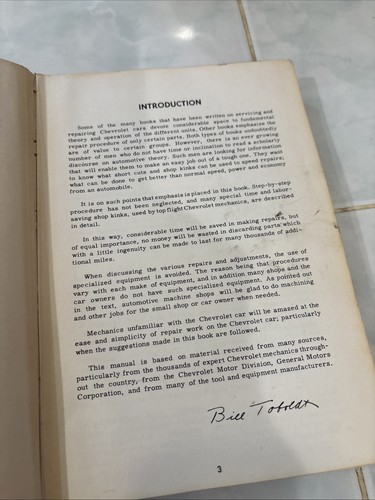 INTRODUCTION
Some of the many books that have been written on servicing and
repairing Chevrolet cars devote considerable space to fundamental
theory and operation of the different units. Other books emphasize the
repair procedure of only certain parts. Both types of books undoubtedly
are of value to certain groups. However, there is an ever growing
number of men who do not have time or inclination to read a scholarly
discourse on automotive theory. Such men are looking for information
that will enable them to make an easy job out of a tough one. They want
to know what short cuts and shop kinks can be used to speed repairs;
what can be done to get better than normal speed, power and economy
from an automobile.
It is on such points that emphasis is placed in this book. Step-by-step
procedure has not been neglected, and many special time and labor-
saving shop kinks, used by top flight Chevrolet mechanics, are described
in detail.
In this way, considerable time will be saved in making repairs, but
of equal importance, no money will be wasted in discarding parts which
with a little ingenuity can be made to last for many thousands of addi-
tional miles.
When discussing the various repairs and adjustments, the use of
specialized equipment is avoided. The reason being that procedures
vary with each make of equipment, and in addition many shops and the
car owners do not have such specialized equipment. As pointed out
in the text, automotive machine shops will be glad to do machining
and other jobs for the small shop or car owner when needed.
Mechanics unfamiliar with the Chevrolet car will be amazed at the
ease and simplicity of repair work on the Chevrolet car; particularly
when the suggestions made in this book are followed.
This manual is based on material received from many sources,
particularly from the thousands of expert Chevrolet mechanics through-
out the country, from the Chevrolet Motor Division, General Motors
Corporation, and from many of the tool and equipment manufacturers.
Bill Toboldt
3